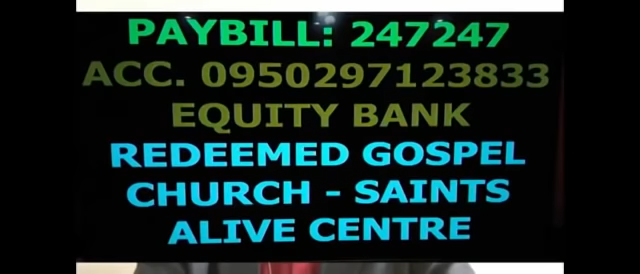 PAYBILL: 247247
ACC. 0950297123833
EQUITY BANK
REDEEMED GOSPEL
CHURCH - SAINTS
ALIVE CENTRE